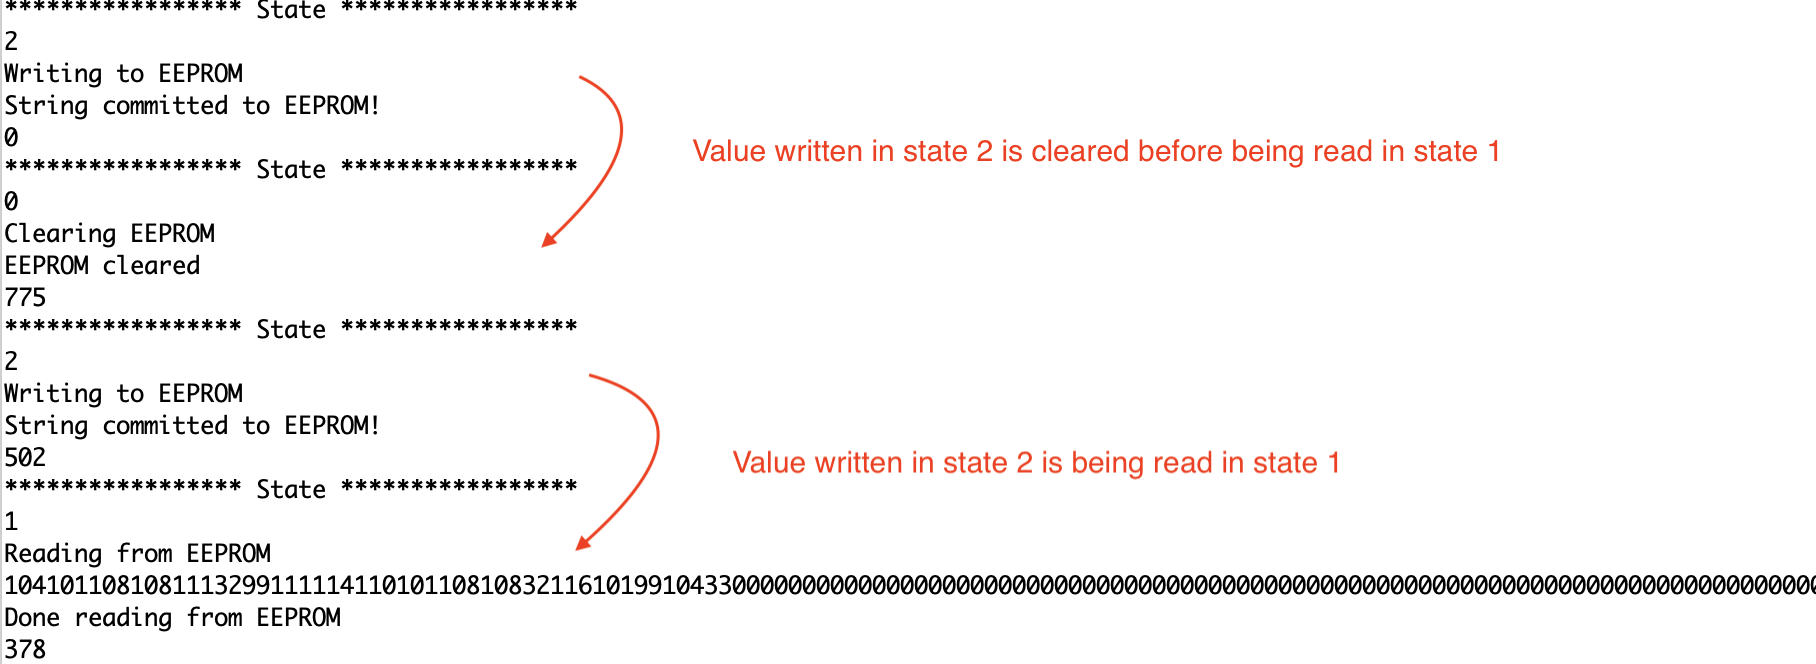 ***************** State *****************
2
Writing to EEPROM
String committed to EEPROM!
0
***************** State *****************
Value written in state 2 is cleared before being read in state 1
0
Clearing EEPROM
EEPROM cleared
775
***************** State *****************
2
Writing to EEPROM
String committed to EEPROM!
502
Value written in state 2 is being read in state 1
***************** State *****************
1
Reading from EEPROM
104101108108111329911111411010110810832116101991043300000000000000000000000000000000000000000000000000000000000000000000000000000
Done reading from EEPROM
378